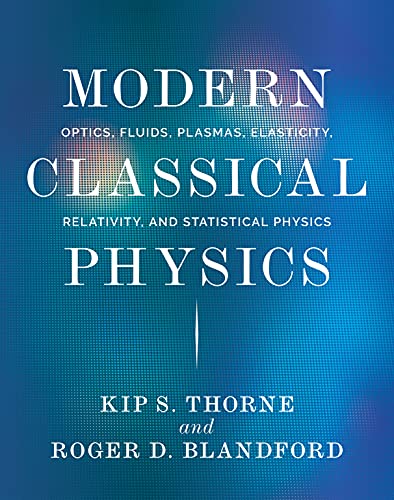 MODERN
OPTICS, FLUIDS, PLASMAS, ELASTICITY,
CLASSICAL
RELATIVITY, AND STATISTICAL PHYSICS
PHYSICS
KIP S. THORNE
and
ROGER D. BLANDFORD